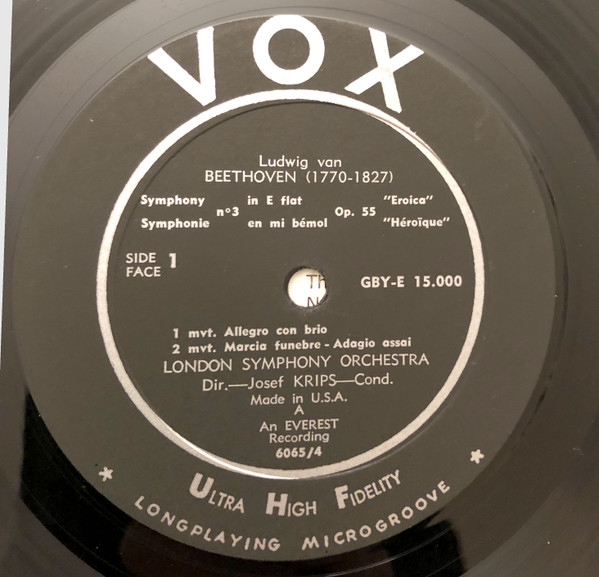 VOX
Ludwig van
BEETHOVEN (1770-1827)
Symphony n°3 in E flat Op. 55 "Eroica"
Symphonie en mi bémol "Héroïque"
SIDE 1
FACE
GBY-E 15.000
Th
N
1 mvt. Allegro con brio
2 mvt. Marcia funebre - Adagio assai
LONDON SYMPHONY ORCHESTRA
Dir.—Josef KRIPS—Cond.
Made in U.S.A.
A
An EVEREST
Recording
6065/4
ULTRA HIGH FIDELITY
* LONGPLAYING MICROGROOVE *